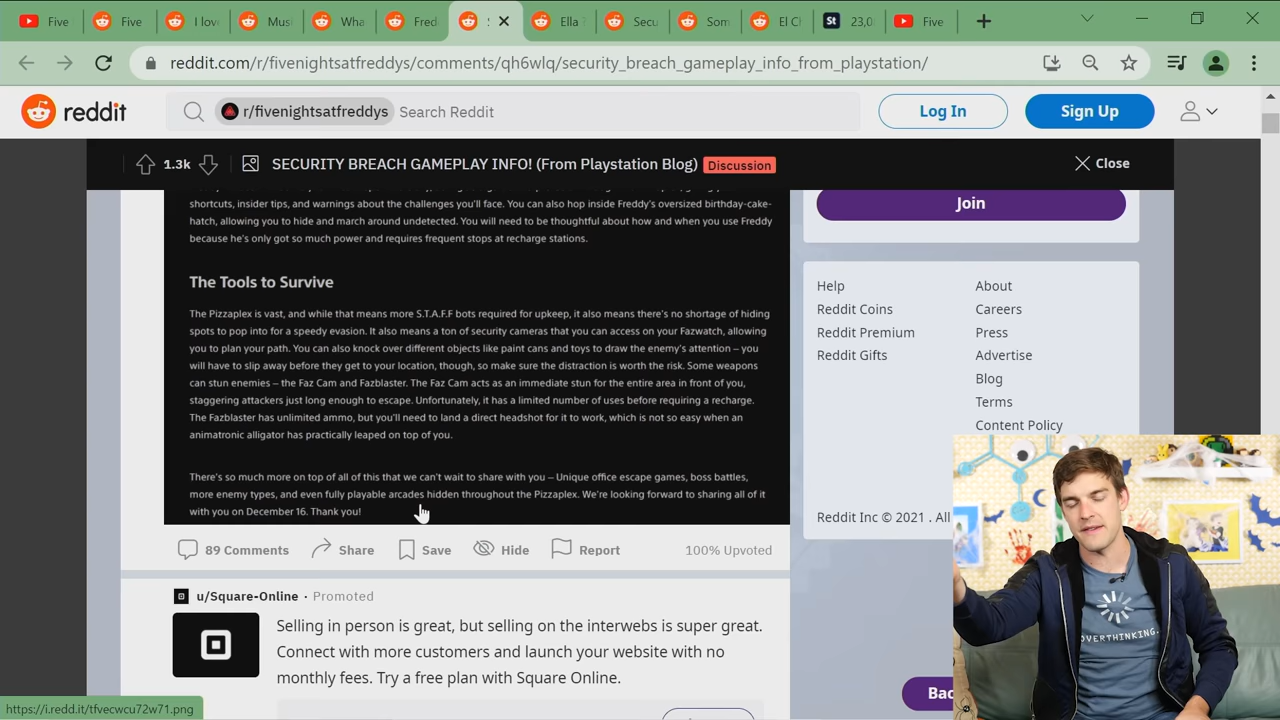 Five
Five
I lov
Musi
Wha
Fred
S
Ella
Secu
Som
El Ch
St
23,0
Five
reddit.com/r/fivenightsatfreddys/comments/qh6wlq/security_breach_gameplay_info_from_playstation/
reddit
r/fivenightsatfreddys
Search Reddit
Log In
Sign Up
1.3k
SECURITY BREACH GAMEPLAY INFO! (From Playstation Blog)
Discussion
Close
shortcuts, insider tips, and warnings about the challenges you'll face. You can also hop inside Freddy's oversized birthday-cake-
hatch, allowing you to hide and march around undetected. You will need to be thoughtful about how and when you use Freddy
because he's only got so much power and requires frequent stops at recharge stations.
The Tools to Survive
The Pizzaplex is vast, and while that means more S.T.A.F.F bots required for upkeep, it also means there's no shortage of hiding
spots to pop into for a speedy evasion. It also means a ton of security cameras that you can access on your Fazwatch, allowing
you to plan your path. You can also knock over different objects like paint cans and toys to draw the enemy's attention – you
will have to slip away before they get to your location, though, so make sure the distraction is worth the risk. Some weapons
can stun enemies – the Faz Cam and Fazblaster. The Faz Cam acts as an immediate stun for the entire area in front of you,
staggering attackers just long enough to escape. Unfortunately, it has a limited number of uses before requiring a recharge.
The Fazblaster has unlimited ammo, but you'll need to land a direct headshot for it to work, which is not so easy when an
animatronic alligator has practically leaped on top of you.
There's so much more on top of all of this that we can't wait to share with you – Unique office escape games, boss battles,
more enemy types, and even fully playable arcades hidden throughout the Pizzaplex. We're looking forward to sharing all of it
with you on December 16. Thank you!
89 Comments
Share
Save
Hide
Report
100% Upvoted
u/Square-Online · Promoted
Selling in person is great, but selling on the interwebs is super great.
Connect with more customers and launch your website with no
monthly fees. Try a free plan with Square Online.
Join
Help
About
Reddit Coins
Careers
Reddit Premium
Press
Reddit Gifts
Advertise
Blog
Terms
Content Policy
Reddit Inc © 2021 . All
Bac
OVERTHINKING.
https://i.redd.it/tfvecwcu72w71.png